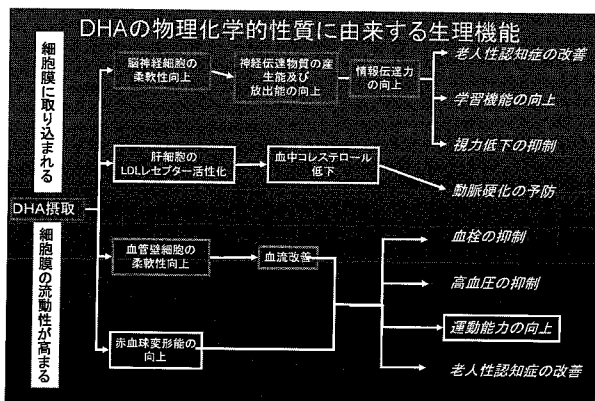 DHAの物理化学的性質に由来する生理機能
細胞膜に取り込まれる
細胞膜の流動性が高まる
DHA摂取
脳神経細胞の
柔軟性向上
神経伝達物質の産
生能及び
放出能の向上
情報伝達力
の向上
老人性認知症の改善
学習機能の向上
視力低下の抑制
肝細胞の
LDLレセプター活性化
血中コレステロール
低下
動脈硬化の予防
血管壁細胞の
柔軟性向上
血流改善
赤血球変形能の
向上
血栓の抑制
高血圧の抑制
運動能力の向上
老人性認知症の改善